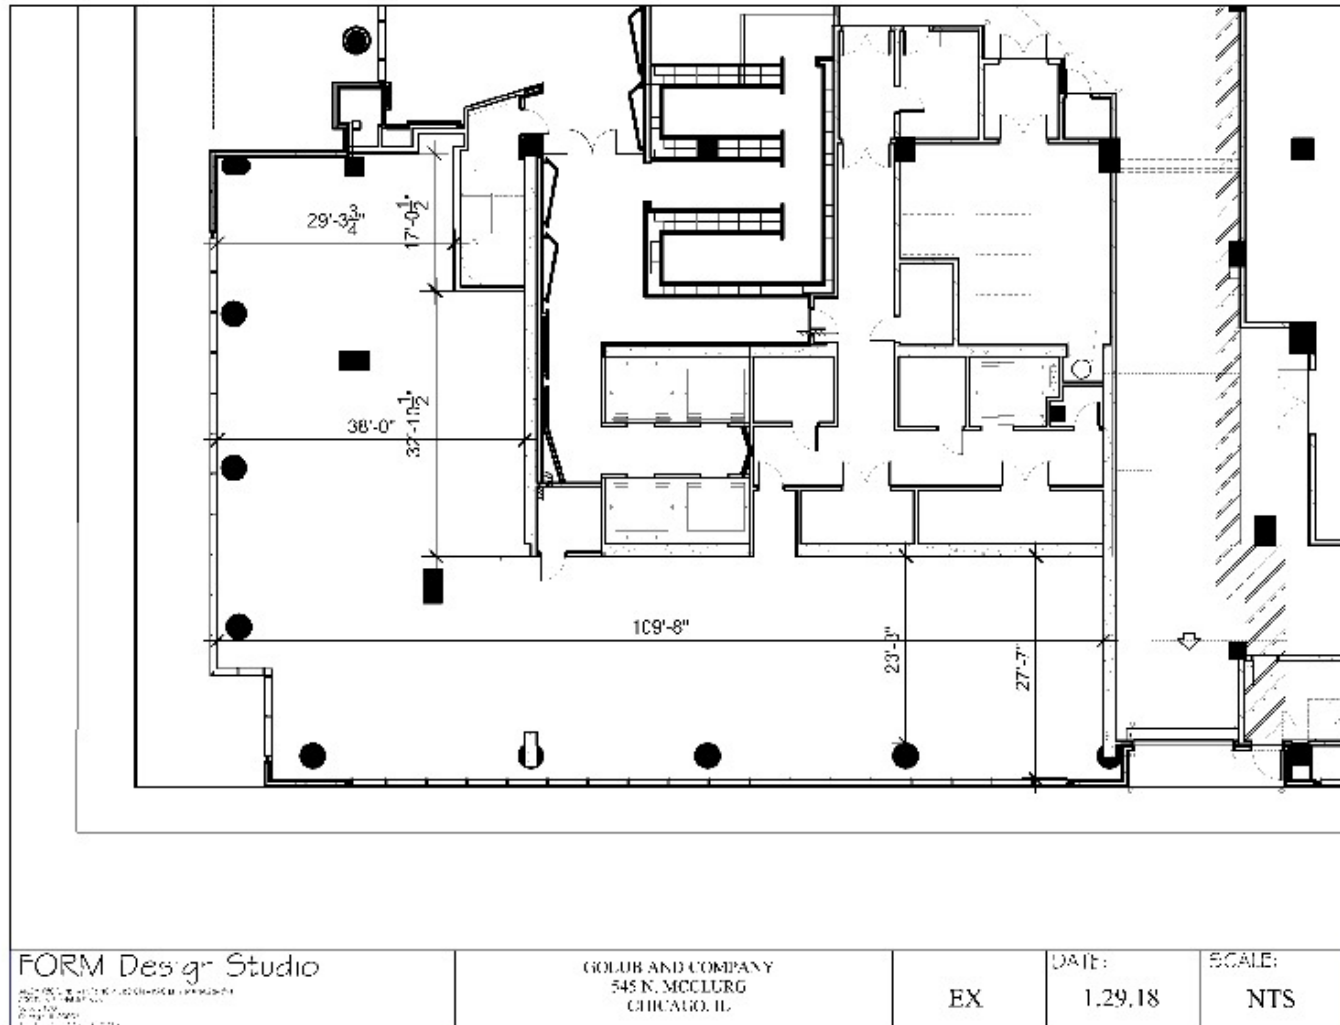 29'-3 3/4"
17'-0 1/2"
38'-0"
32'-10 1/2"
109'-8"
23'-3"
27'-7"
FORM Design Studio
GOLUB AND COMPANY
545 N. MCCLURG
CHICAGO, IL
EX
DATE:
1.29.18
SCALE:
NTS